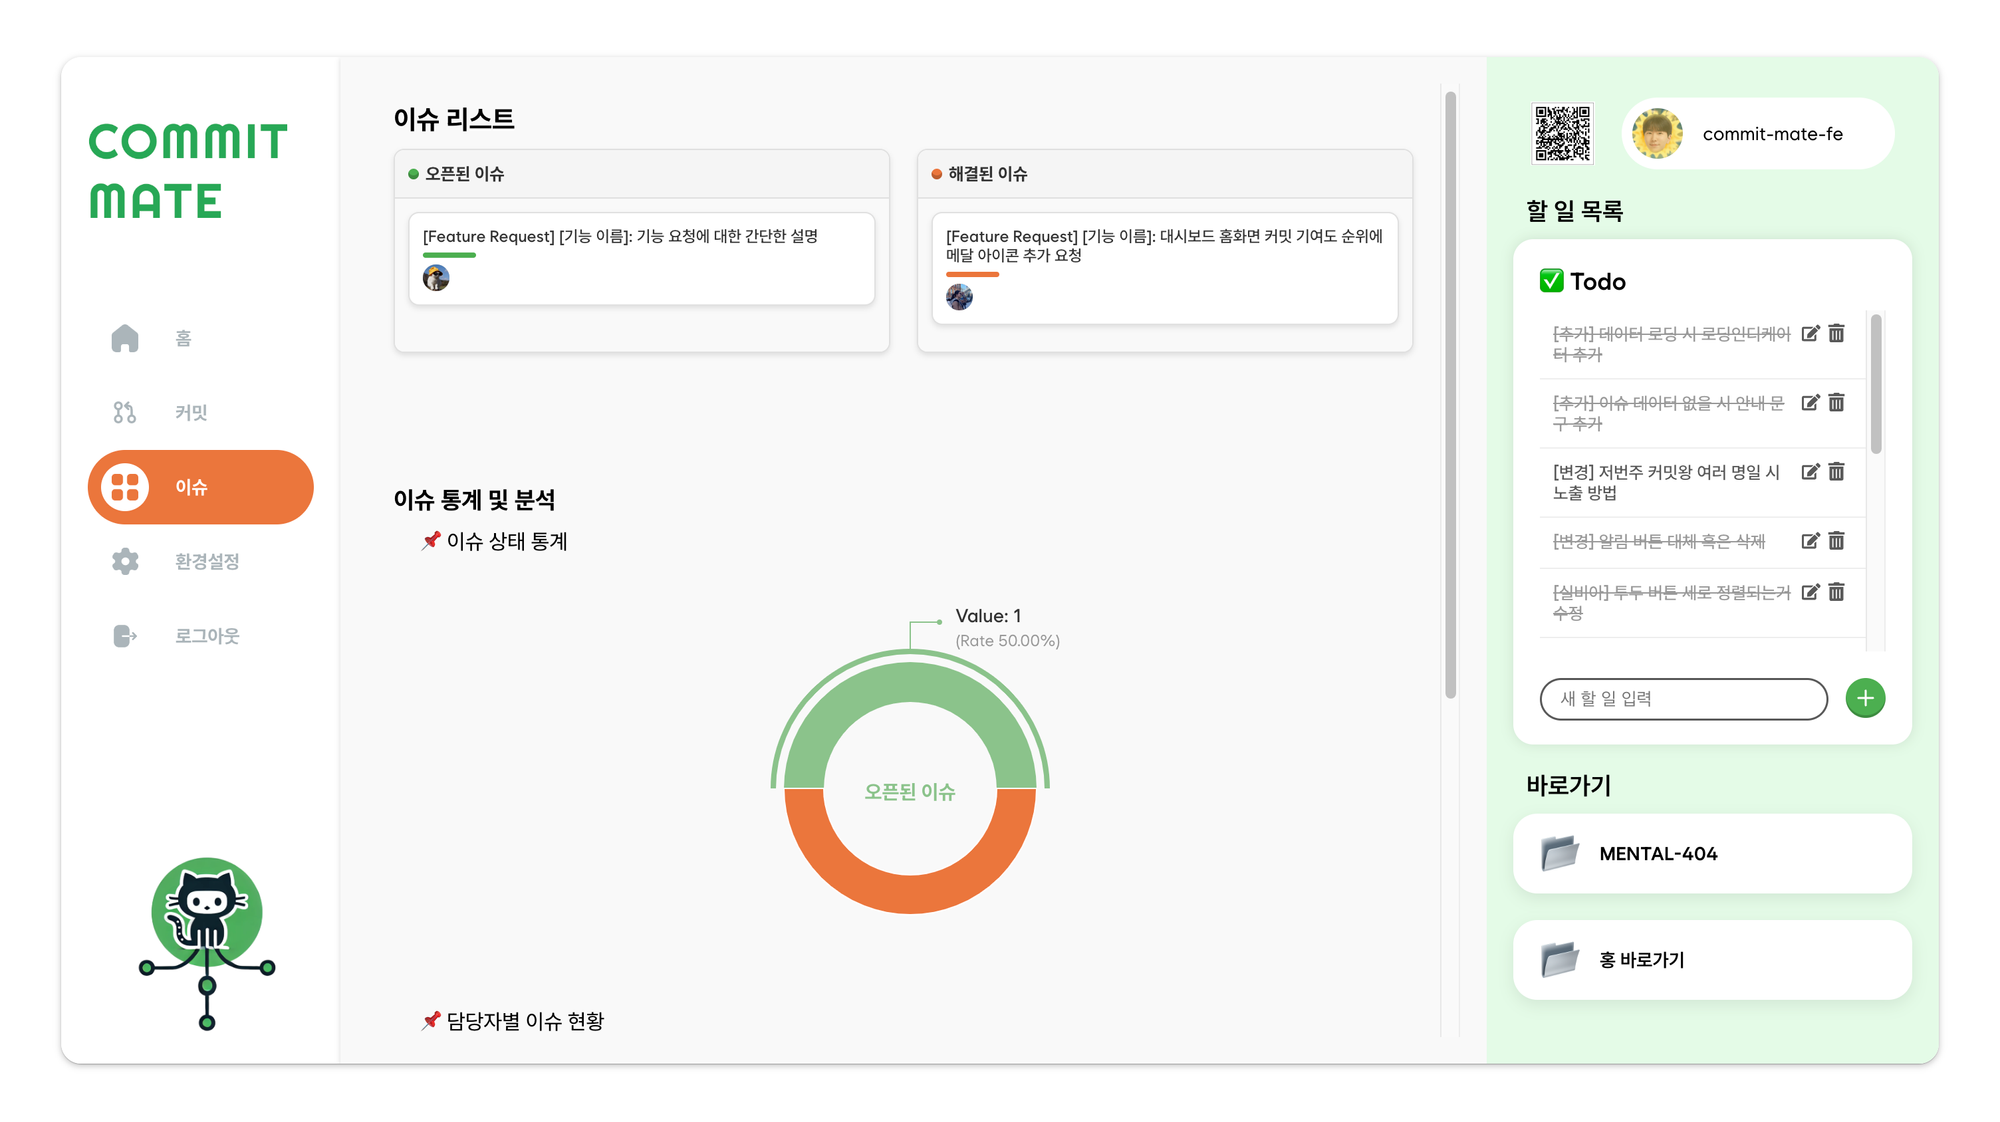 COMMIT
MATE
홈
커밋
이슈
환경설정
로그아웃
이슈 리스트
오픈된 이슈
[Feature Request] [기능 이름]: 기능 요청에 대한 간단한 설명
해결된 이슈
[Feature Request] [기능 이름]: 대시보드 홈화면 커밋 기여도 순위에
메달 아이콘 추가 요청
이슈 통계 및 분석
이슈 상태 통계
Value: 1
(Rate 50.00%)
오픈된 이슈
담당자별 이슈 현황
commit-mate-fe
할 일 목록
Todo
[추가] 데이터 로딩 시 로딩인디케이
터 추가
[추가] 이슈 데이터 없을 시 안내 문
구 추가
[변경] 저번주 커밋왕 여러 명일 시
노출 방법
[변경] 알림 버튼 대체 혹은 삭제
[실비아] 투두 버튼 세로 정렬되는거
수정
새 할 일 입력
바로가기
MENTAL-404
홍 바로가기